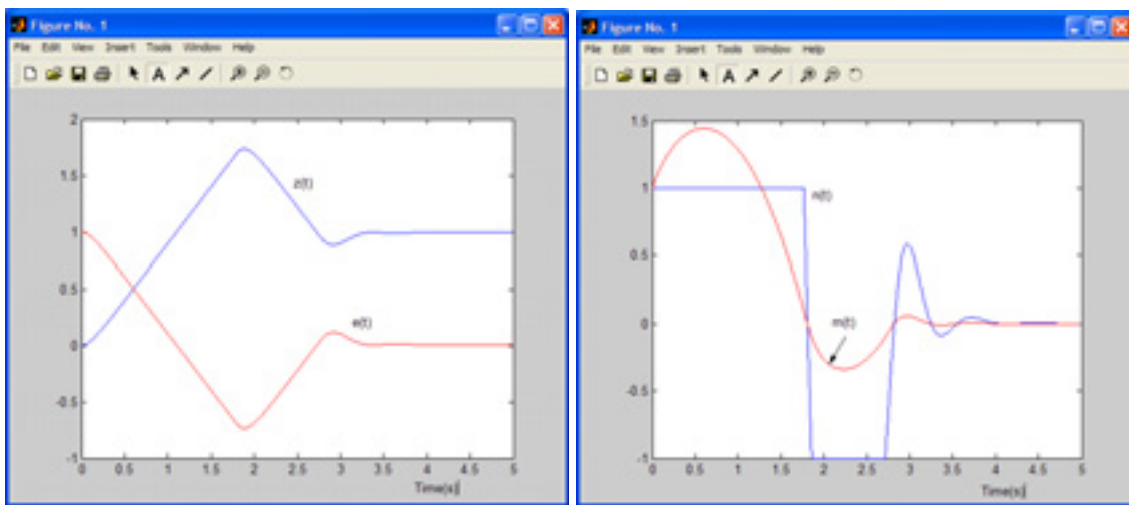 Figure No. 1
File Edit View Insert Tools Window Help
2
1.5
z(t)
1
0.5
e(t)
0
-0.5
-1
0 0.5 1 1.5 2 2.5 3 3.5 4 4.5 5
Time(s)
Figure No. 1
File Edit View Insert Tools Window Help
1.5
1
n(t)
0.5
m(t)
0
-0.5
-1
0 0.5 1 1.5 2 2.5 3 3.5 4 4.5 5
Time(s)